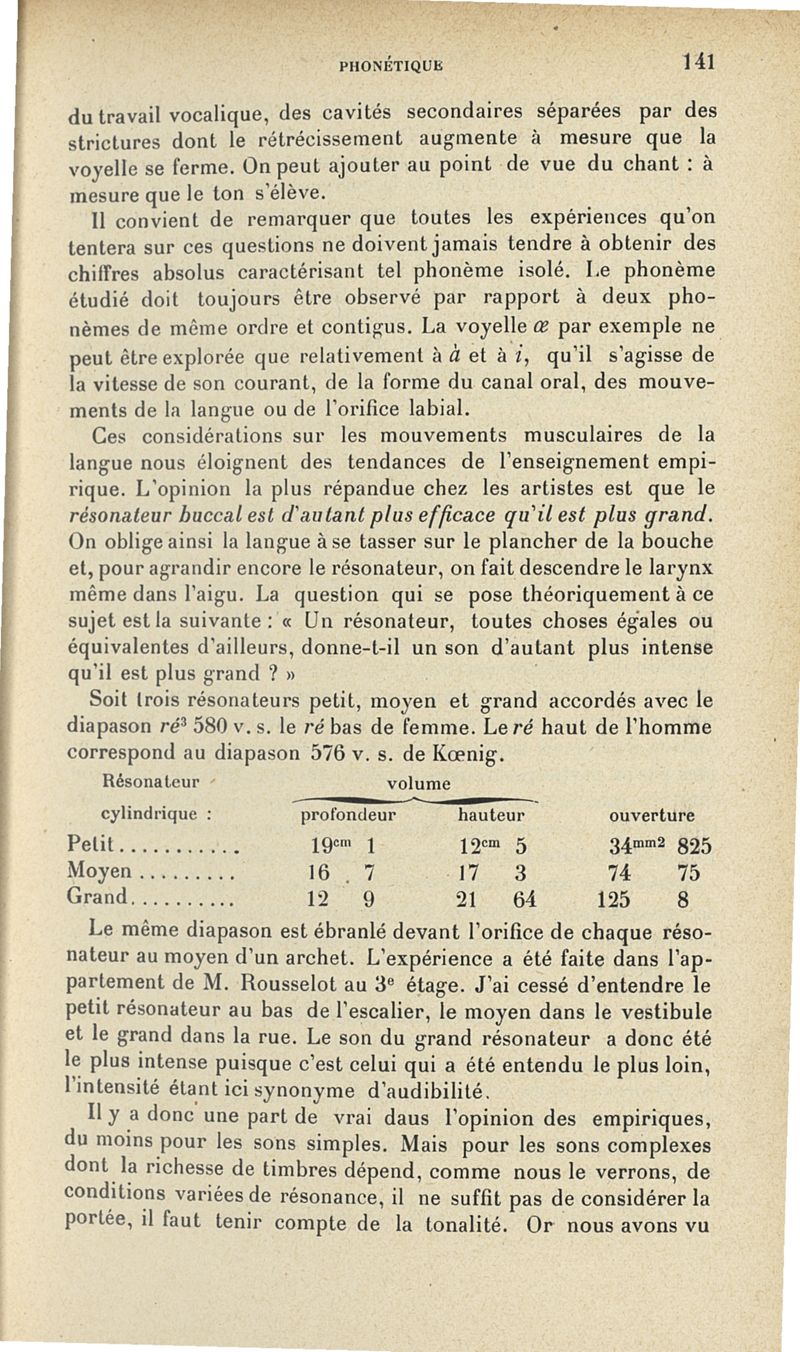 PHONÉTIQUE 141
du travail vocalique, des cavités secondaires séparées par des
strictures dont le rétrécissement augmente à mesure que la
voyelle se ferme. On peut ajouter au point de vue du chant : à
mesure que le ton s'élève.
Il convient de remarquer que toutes les expériences qu'on
tentera sur ces questions ne doivent jamais tendre à obtenir des
chiffres absolus caractérisant tel phonème isolé. Le phonème
étudié doit toujours être observé par rapport à deux pho-
nèmes de même ordre et contigus. La voyelle œ par exemple ne
peut être explorée que relativement à à et à i, qu'il s'agisse de
la vitesse de son courant, de la forme du canal oral, des mouve-
ments de la langue ou de l'orifice labial.
Ces considérations sur les mouvements musculaires de la
langue nous éloignent des tendances de l'enseignement empi-
rique. L'opinion la plus répandue chez les artistes est que le
résonateur buccal est d'autant plus efficace qu'il est plus grand.
On oblige ainsi la langue à se tasser sur le plancher de la bouche
et, pour agrandir encore le résonateur, on fait descendre le larynx
même dans l'aigu. La question qui se pose théoriquement à ce
sujet est la suivante : « Un résonateur, toutes choses égales ou
équivalentes d'ailleurs, donne-t-il un son d'autant plus intense
qu'il est plus grand ? »
Soit trois résonateurs petit, moyen et grand accordés avec le
diapason ré³ 580 v. s. le ré bas de femme. Le ré haut de l'homme
correspond au diapason 576 v. s. de Kœnig.
Résonateur volume
cylindrique : profondeur hauteur ouverture
Petit........... 19cm 1 12cm 5 34mm2 825
Moyen ......... 16 7 17 3 74 75
Grand.......... 12 9 21 64 125 8
Le même diapason est ébranlé devant l'orifice de chaque réso-
nateur au moyen d'un archet. L'expérience a été faite dans l'ap-
partement de M. Rousselot au 3e étage. J'ai cessé d'entendre le
petit résonateur au bas de l'escalier, le moyen dans le vestibule
et le grand dans la rue. Le son du grand résonateur a donc été
le plus intense puisque c'est celui qui a été entendu le plus loin,
l'intensité étant ici synonyme d'audibilité.
Il y a donc une part de vrai daus l'opinion des empiriques,
du moins pour les sons simples. Mais pour les sons complexes
dont la richesse de timbres dépend, comme nous le verrons, de
conditions variées de résonance, il ne suffit pas de considérer la
portée, il faut tenir compte de la tonalité. Or nous avons vu